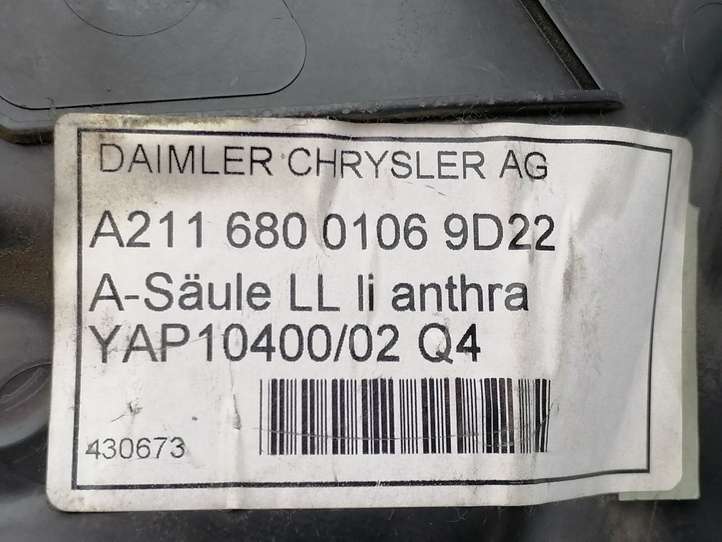 DAIMLER CHRYSLER AG
A211 680 0106 9D22
A-Säule LL li anthra
YAP10400/02 Q4
430673